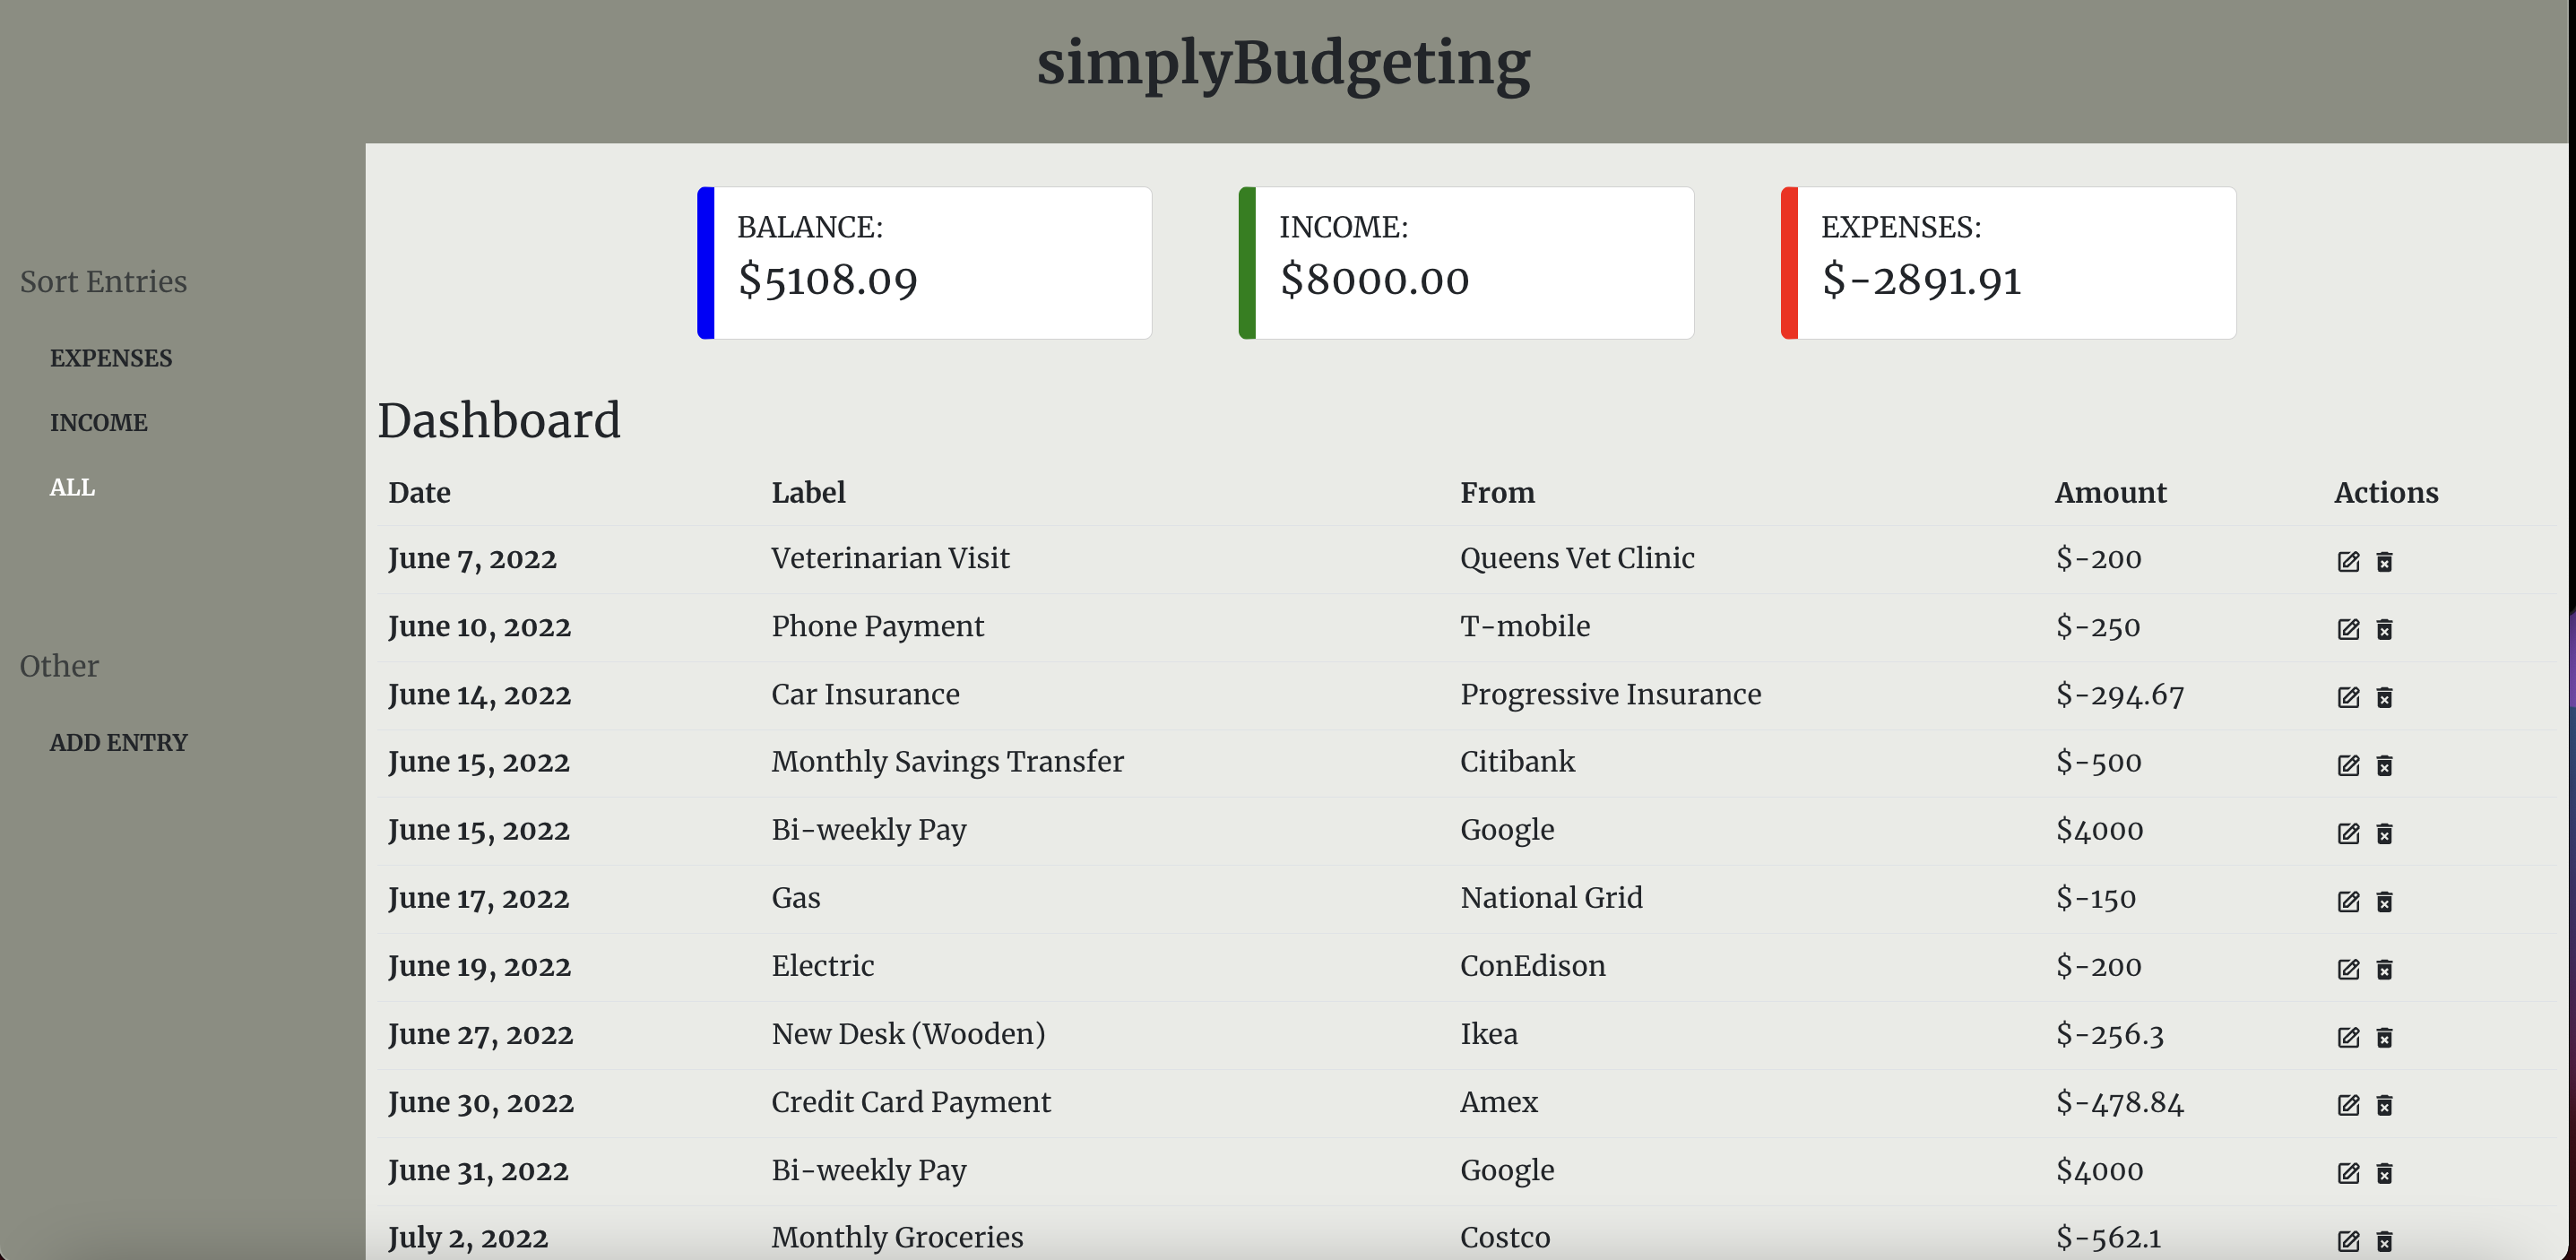 simplyBudgeting
BALANCE:
$5108.09
INCOME:
$8000.00
EXPENSES:
$-2891.91
Sort Entries
EXPENSES
INCOME
ALL
Other
ADD ENTRY
Dashboard
Date Label From Amount Actions
June 7, 2022 Veterinarian Visit Queens Vet Clinic $-200
June 10, 2022 Phone Payment T-mobile $-250
June 14, 2022 Car Insurance Progressive Insurance $-294.67
June 15, 2022 Monthly Savings Transfer Citibank $-500
June 15, 2022 Bi-weekly Pay Google $4000
June 17, 2022 Gas National Grid $-150
June 19, 2022 Electric ConEdison $-200
June 27, 2022 New Desk (Wooden) Ikea $-256.3
June 30, 2022 Credit Card Payment Amex $-478.84
June 31, 2022 Bi-weekly Pay Google $4000
July 2, 2022 Monthly Groceries Costco $-562.1